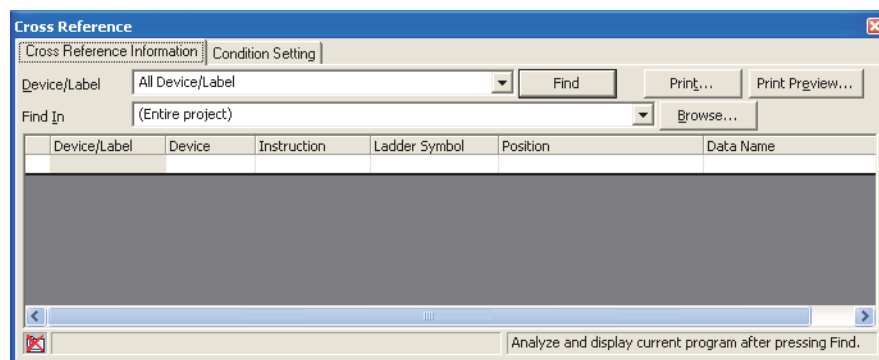 Cross Reference
Cross Reference Information Condition Setting
Device/Label All Device/Label Find Print... Print Preview...
Find In (Entire project) Browse...
Device/Label Device Instruction Ladder Symbol Position Data Name
Analyze and display current program after pressing Find.